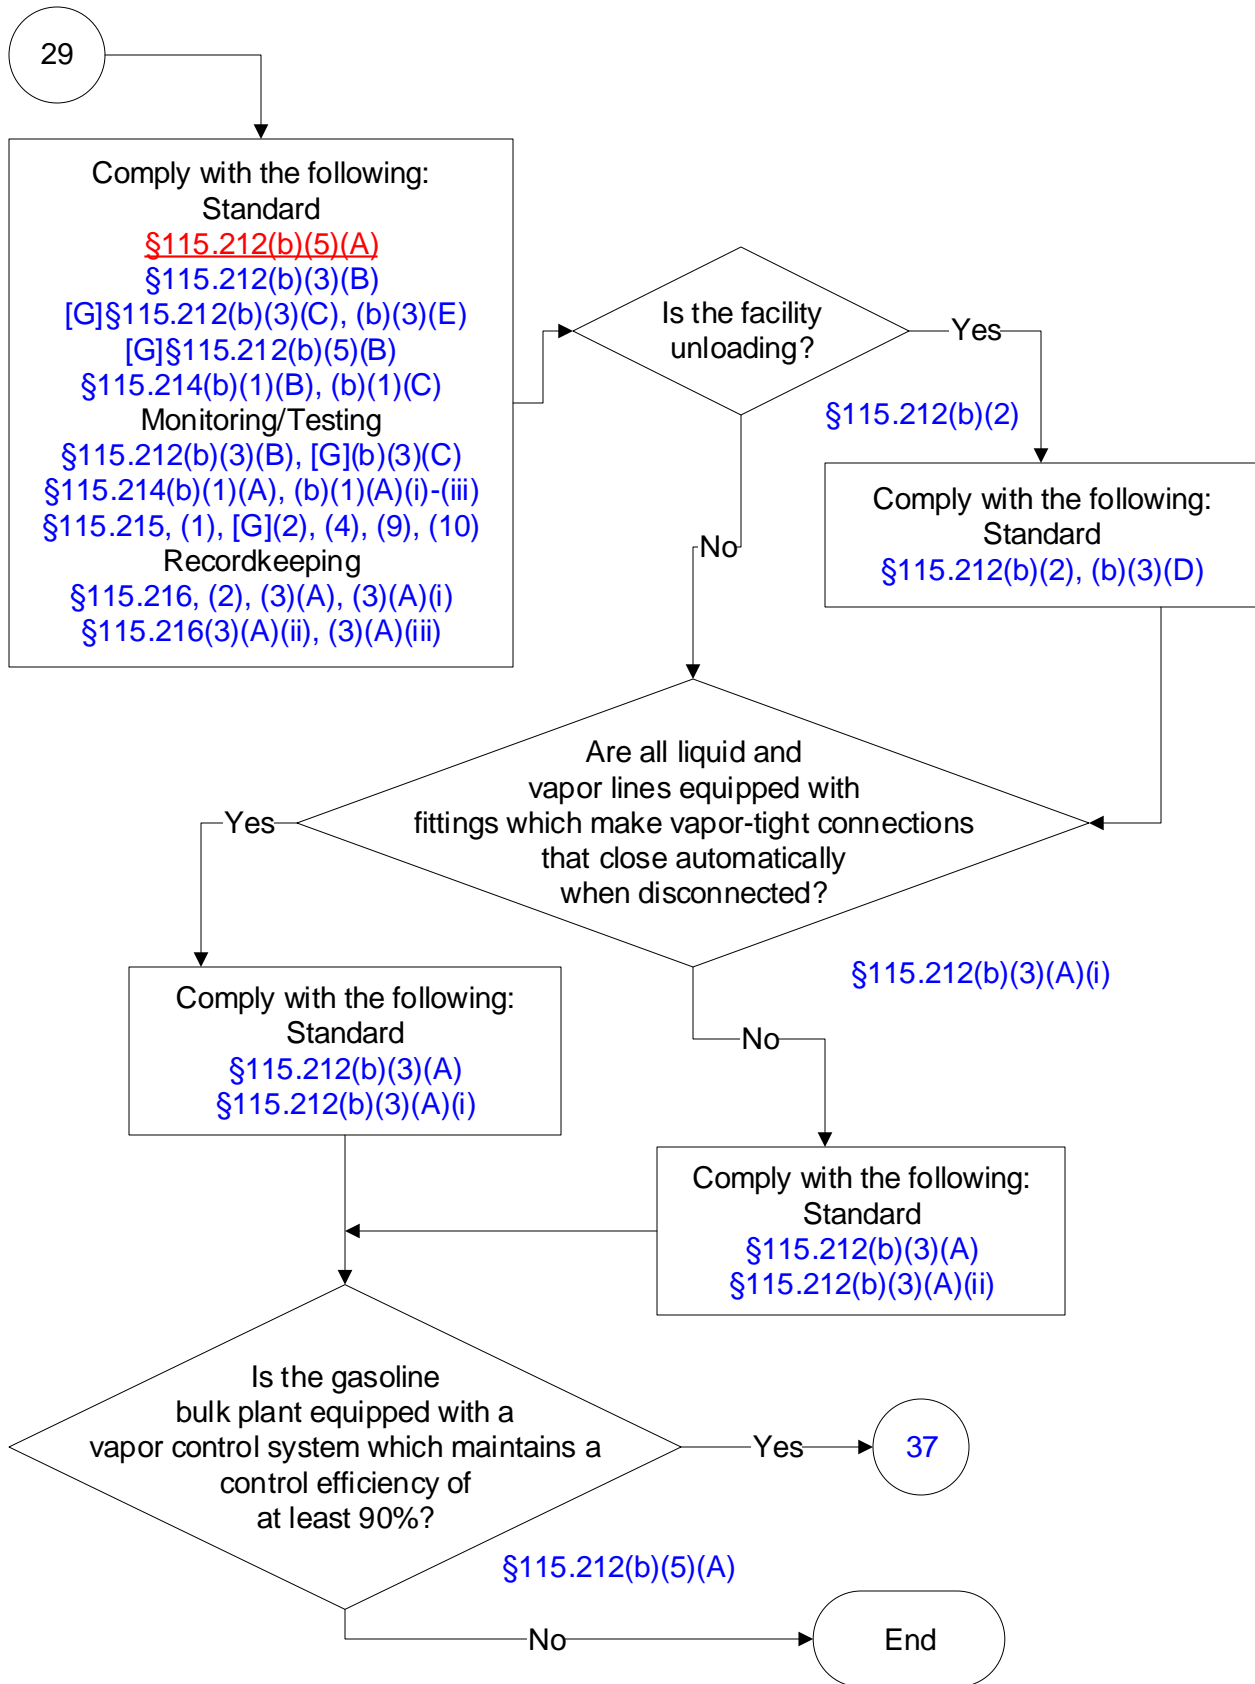 29
Comply with the following:
Standard
§115.212(b)(5)(A)
§115.212(b)(3)(B)
[G]§115.212(b)(3)(C), (b)(3)(E)
[G]§115.212(b)(5)(B)
§115.214(b)(1)(B), (b)(1)(C)
Monitoring/Testing
§115.212(b)(3)(B), [G](b)(3)(C)
§115.214(b)(1)(A), (b)(1)(A)(i)-(iii)
§115.215, (1), [G](2), (4), (9), (10)
Recordkeeping
§115.216, (2), (3)(A), (3)(A)(i)
§115.216(3)(A)(ii), (3)(A)(iii)
Is the facility
unloading?
Yes
§115.212(b)(2)
Comply with the following:
Standard
§115.212(b)(2), (b)(3)(D)
No
Are all liquid and
vapor lines equipped with
fittings which make vapor-tight connections
that close automatically
when disconnected?
Yes
§115.212(b)(3)(A)(i)
Comply with the following:
Standard
§115.212(b)(3)(A)
§115.212(b)(3)(A)(i)
No
Comply with the following:
Standard
§115.212(b)(3)(A)
§115.212(b)(3)(A)(ii)
Is the gasoline
bulk plant equipped with a
vapor control system which maintains a
control efficiency of
at least 90%?
Yes
37
§115.212(b)(5)(A)
No
End